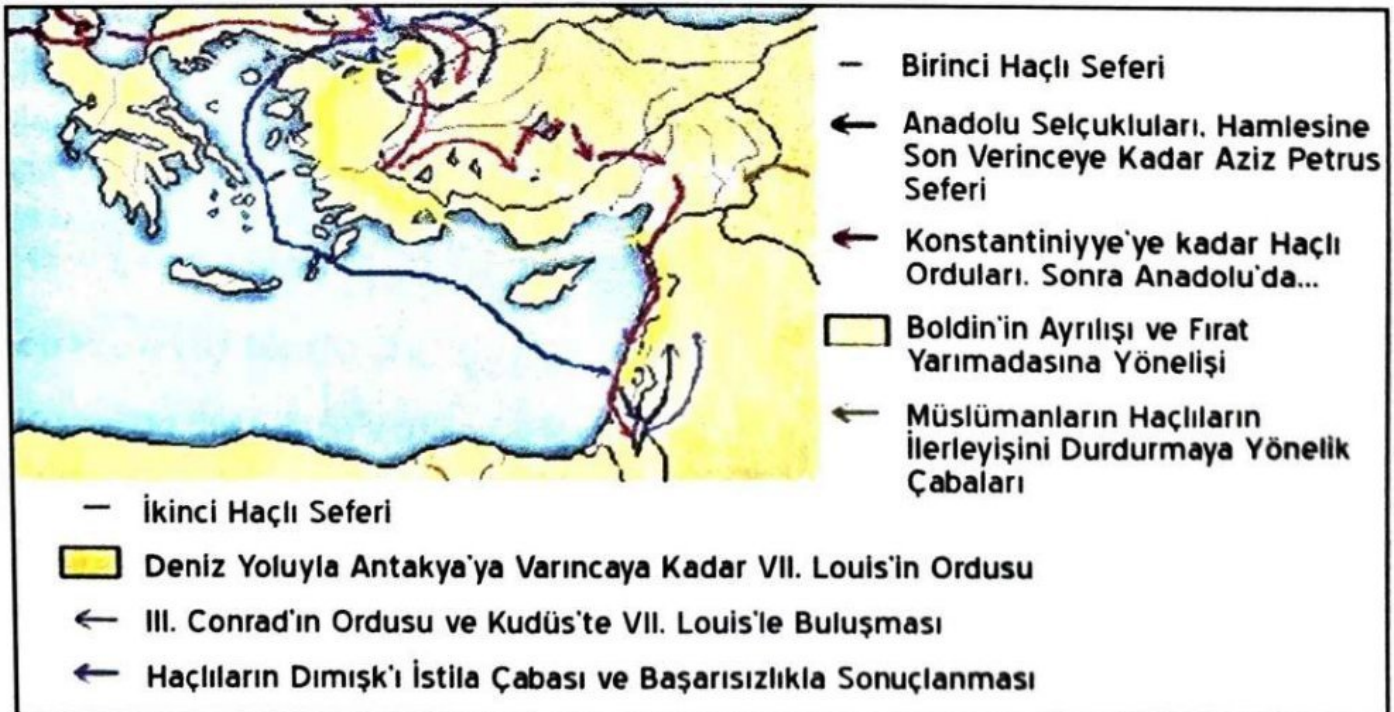 – Birinci Haçlı Seferi
Anadolu Selçukluları. Hamlesine
Son Verinceye Kadar Aziz Petrus
Seferi
Konstantiniyye'ye kadar Haçlı
Orduları. Sonra Anadolu'da...
Boldin'in Ayrılışı ve Fırat
Yarımadasına Yönelişi
Müslümanların Haçlıların
İlerleyişini Durdurmaya Yönelik
Çabaları
– İkinci Haçlı Seferi
Deniz Yoluyla Antakya'ya Varıncaya Kadar VII. Louis'in Ordusu
III. Conrad'ın Ordusu ve Kudüs'te VII. Louis'le Buluşması
Haçlıların Dımışk'ı İstila Çabası ve Başarısızlıkla Sonuçlanması